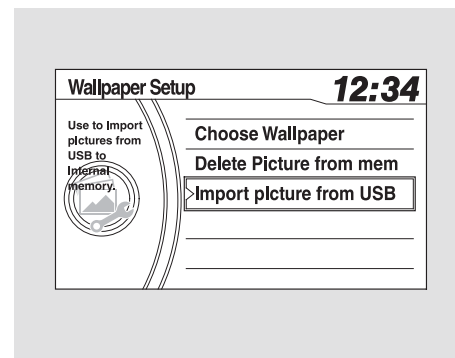 Wallpaper Setup
12:34
Use to Import
pictures from
USB to
Internal
memory.
Choose Wallpaper
Delete Picture from mem
Import picture from USB